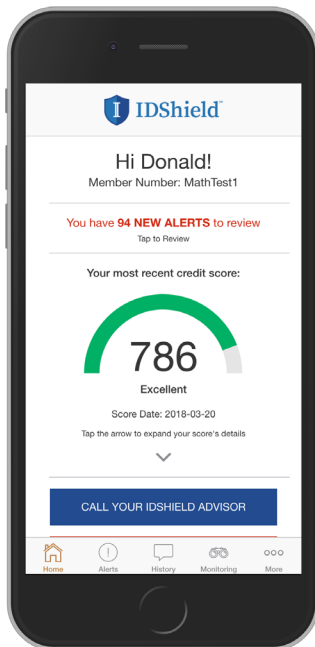 IDShield™
Hi Donald!
Member Number: MathTest1
You have 94 NEW ALERTS to review
Tap to Review
Your most recent credit score:
786
Excellent
Score Date: 2018-03-20
Tap the arrow to expand your score's details
CALL YOUR IDSHIELD ADVISOR
Home Alerts History Monitoring More